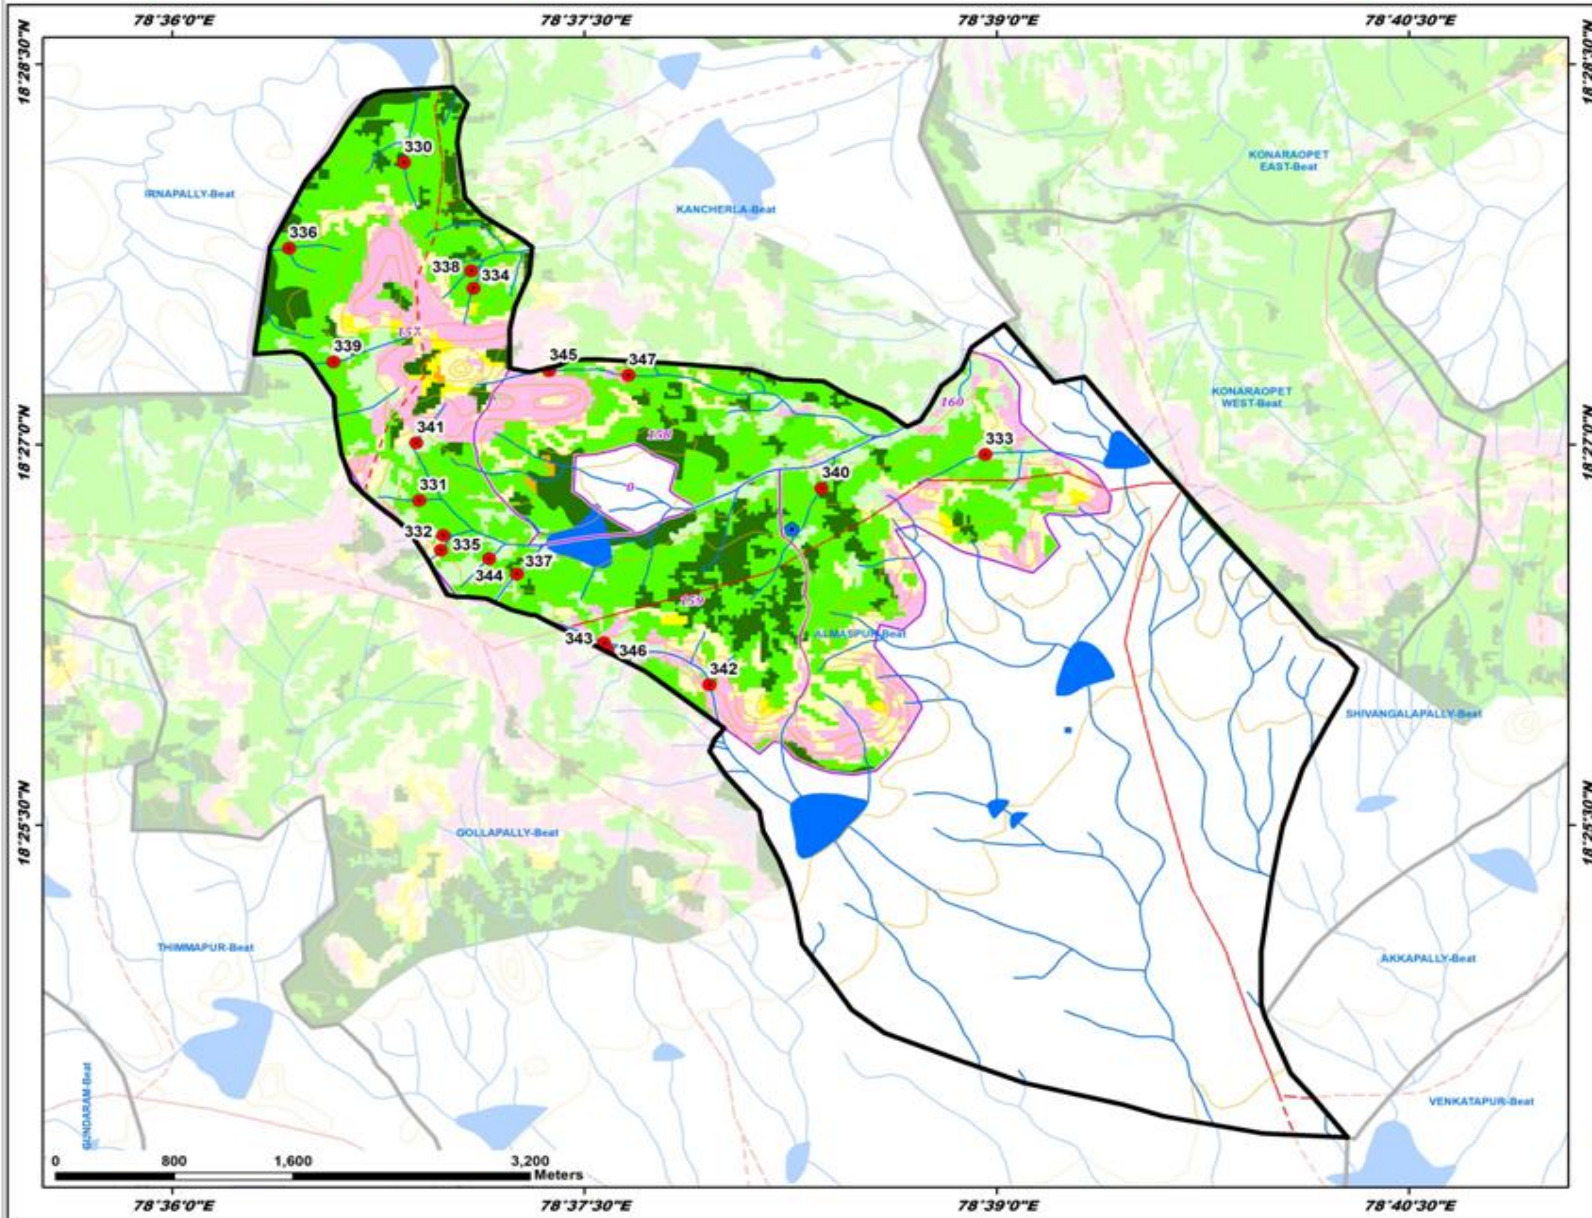 78°36'0"E 78°37'30"E 78°39'0"E 78°40'30"E
18°28'30"N 18°28'30"N
330
KONARAOPET
EAST-Beat
IRNAPALLY-Beat
KANCHERLA-Beat
336
338
334
157
339
345
347
KONARAOPET
WEST-Beat
160
341
158
18°27'0"N 18°27'0"N
333
340
0
331
332
335
344
337
159
ALMASPUR-Beat
343
346
342
SHIVANGALAPALLY-Beat
18°25'30"N 18°25'30"N
GOLLAPALLY-Beat
THIMMAPUR-Beat
AKKAPALLY-Beat
GUNDARAM-Beat
VENKATAPUR-Beat
0 800 1,600 3,200
Meters
78°36'0"E 78°37'30"E 78°39'0"E 78°40'30"E